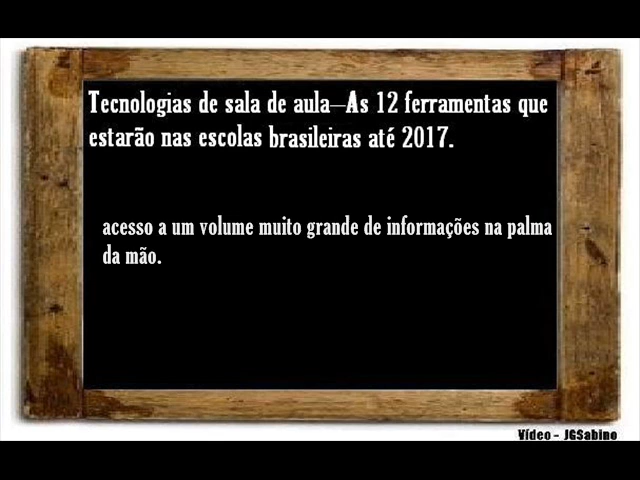 Tecnologias de sala de aula—As 12 ferramentas que
estarão nas escolas brasileiras até 2017.
acesso a um volume muito grande de informações na palma
da mão.
Vídeo - JGSabino